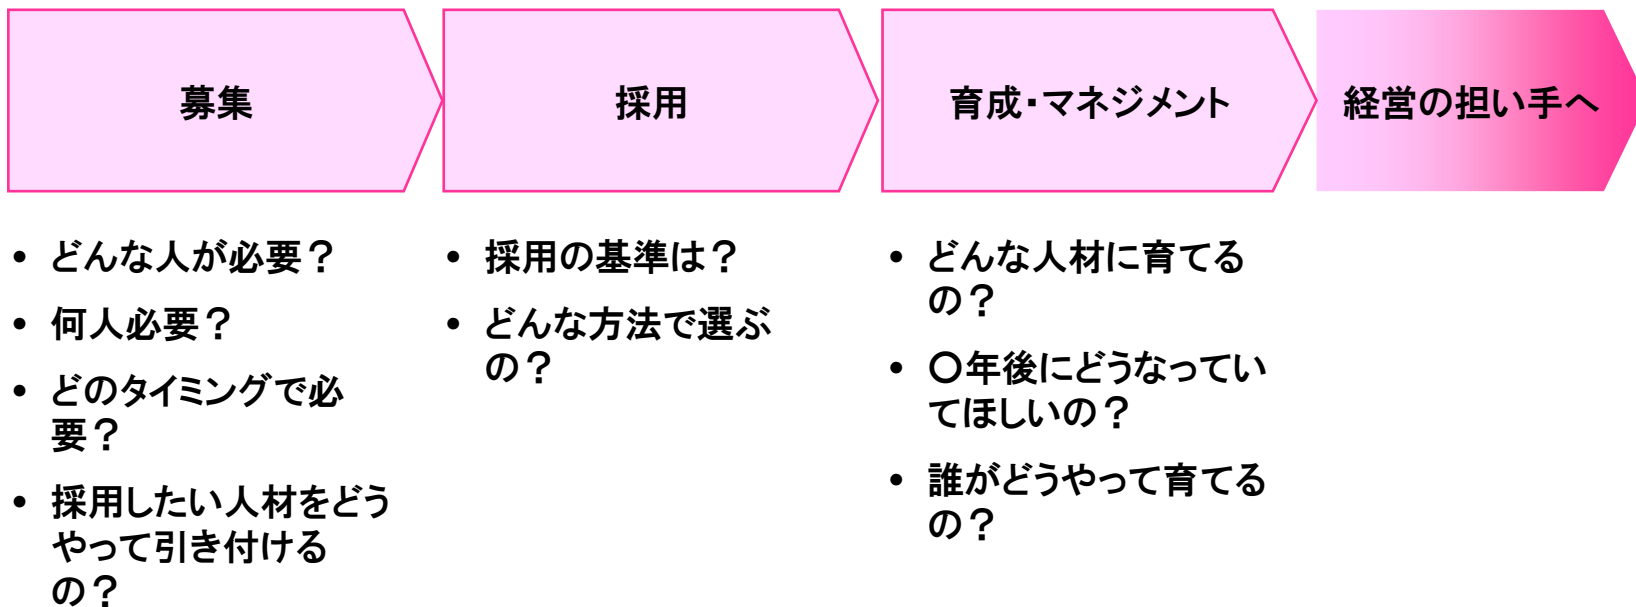 募集
採用
育成・マネジメント
経営の担い手へ
• どんな人が必要？
• 何人必要？
• どのタイミングで必
要？
• 採用したい人材をどう
やって引き付ける
の？
• 採用の基準は？
• どんな方法で選ぶ
の？
• どんな人材に育てる
の？
• 〇年後にどうなってい
てほしいの？
• 誰がどうやって育てる
の？